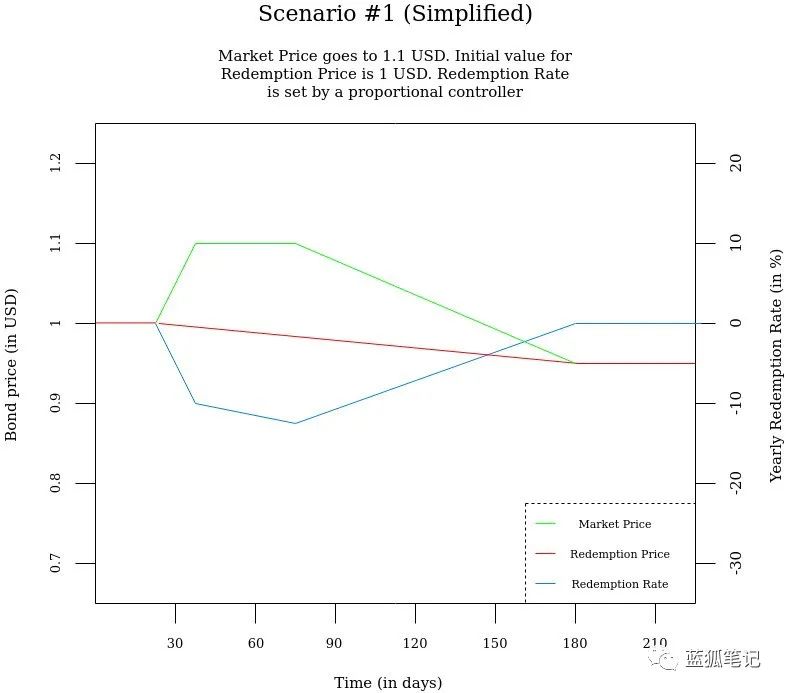 Scenario #1 (Simplified)
Market Price goes to 1.1 USD. Initial value for
Redemption Price is 1 USD. Redemption Rate
is set by a proportional controller
Bond price (in USD)
1.2
1.1
1
0.9
0.8
0.7
20
10
0
-10
-20
-30
Yearly Redemption Rate (in %)
Market Price
Redemption Price
Redemption Rate
30 60 90 120 150 180 210
Time (in days)
蓝狐笔记